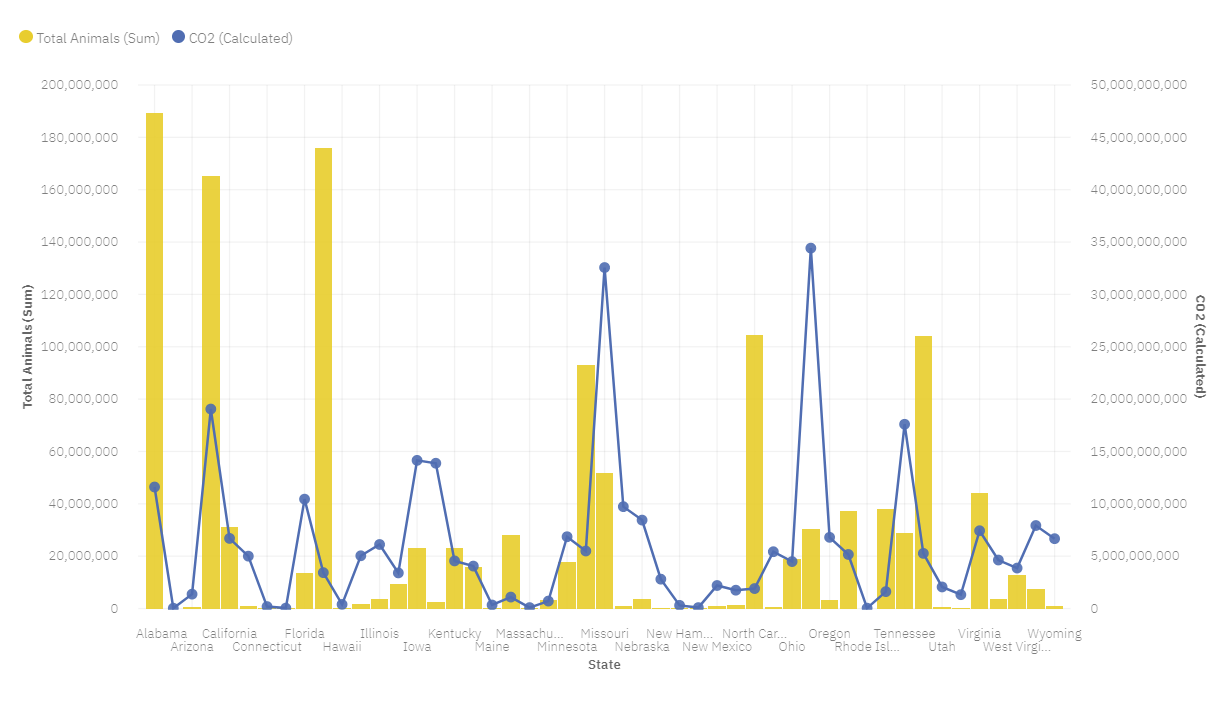 Total Animals (Sum) CO2 (Calculated)
200,000,000 50,000,000,000
180,000,000 45,000,000,000
160,000,000 40,000,000,000
140,000,000 35,000,000,000
120,000,000 30,000,000,000
100,000,000 25,000,000,000
80,000,000 20,000,000,000
60,000,000 15,000,000,000
40,000,000 10,000,000,000
20,000,000 5,000,000,000
0 0
Total Animals (Sum)
CO2 (Calculated)
Alabama California Florida Illinois Kentucky Massachu... Missouri New Ham... North Car... Oregon Tennessee Virginia Wyoming
Arizona Connecticut Hawaii Iowa Maine Minnesota Nebraska New Mexico Ohio Rhode Isl... Utah West Virgi...
State